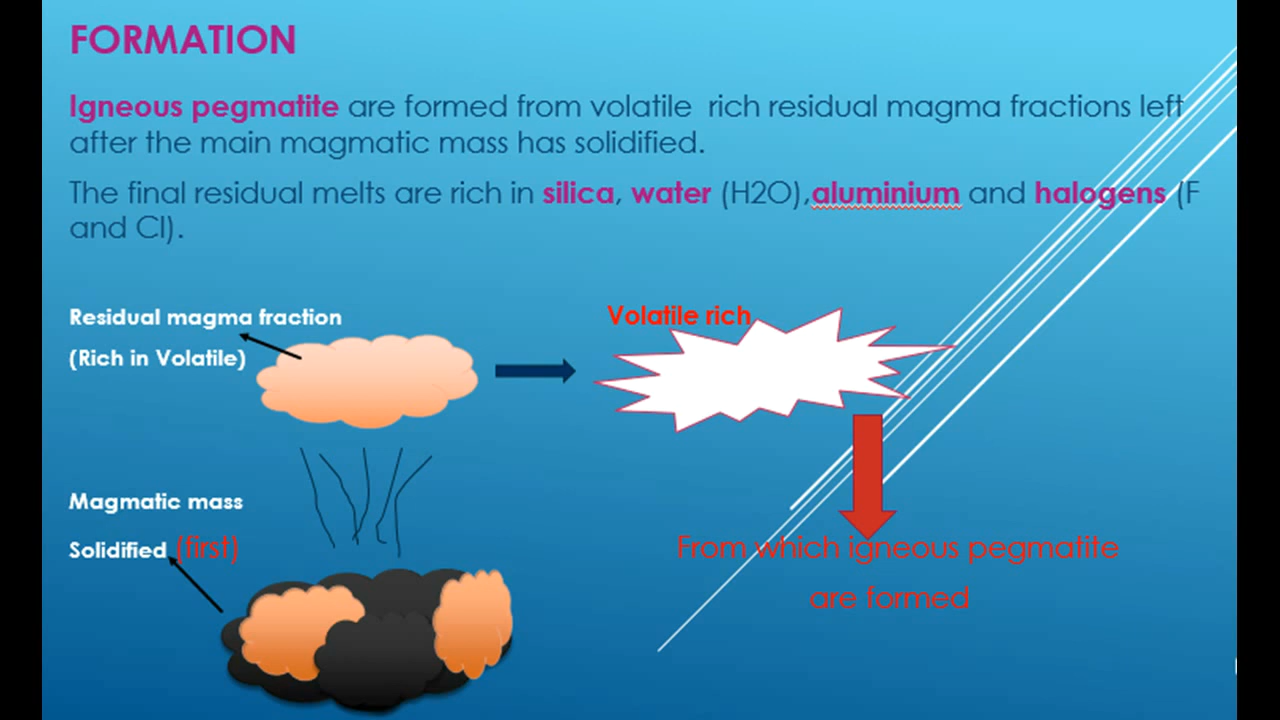 FORMATION
Igneous pegmatite are formed from volatile rich residual magma fractions left
after the main magmatic mass has solidified.
The final residual melts are rich in silica, water (H2O),aluminium and halogens (F
and Cl).
Residual magma fraction
(Rich in Volatile)
Volatile rich
Magmatic mass
Solidified (first)
From which igneous pegmatite
are formed